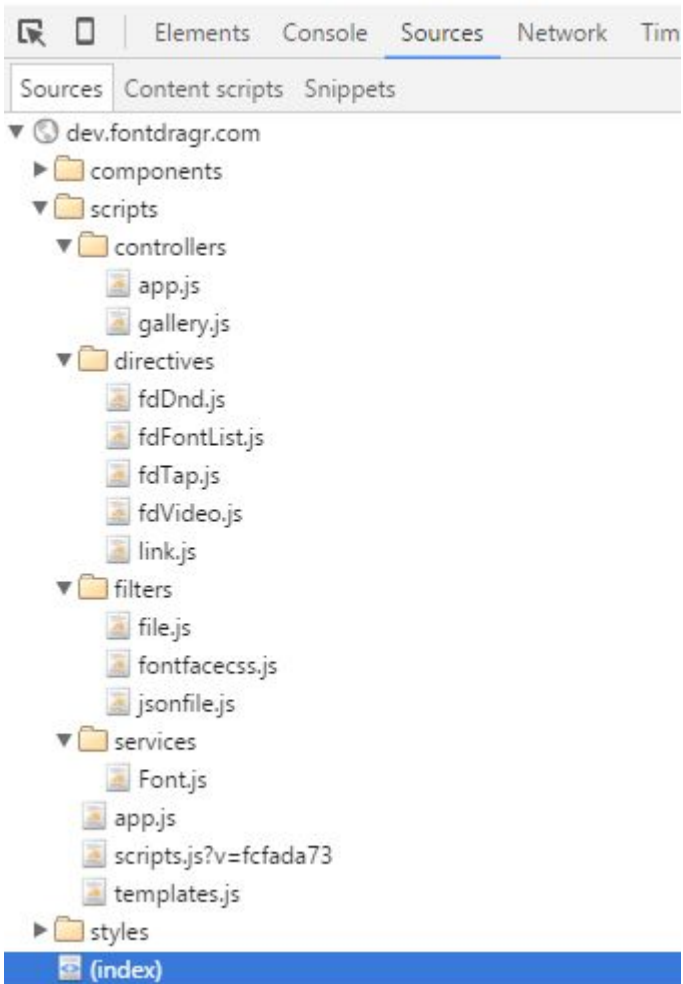 Elements Console Sources Network Tim
Sources Content scripts Snippets
dev.fontdragr.com
components
scripts
controllers
app.js
gallery.js
directives
fdDnd.js
fdFontList.js
fdTap.js
fdVideo.js
link.js
filters
file.js
fontfacecss.js
jsonfile.js
services
Font.js
app.js
scripts.js?v=fcfada73
templates.js
styles
(index)